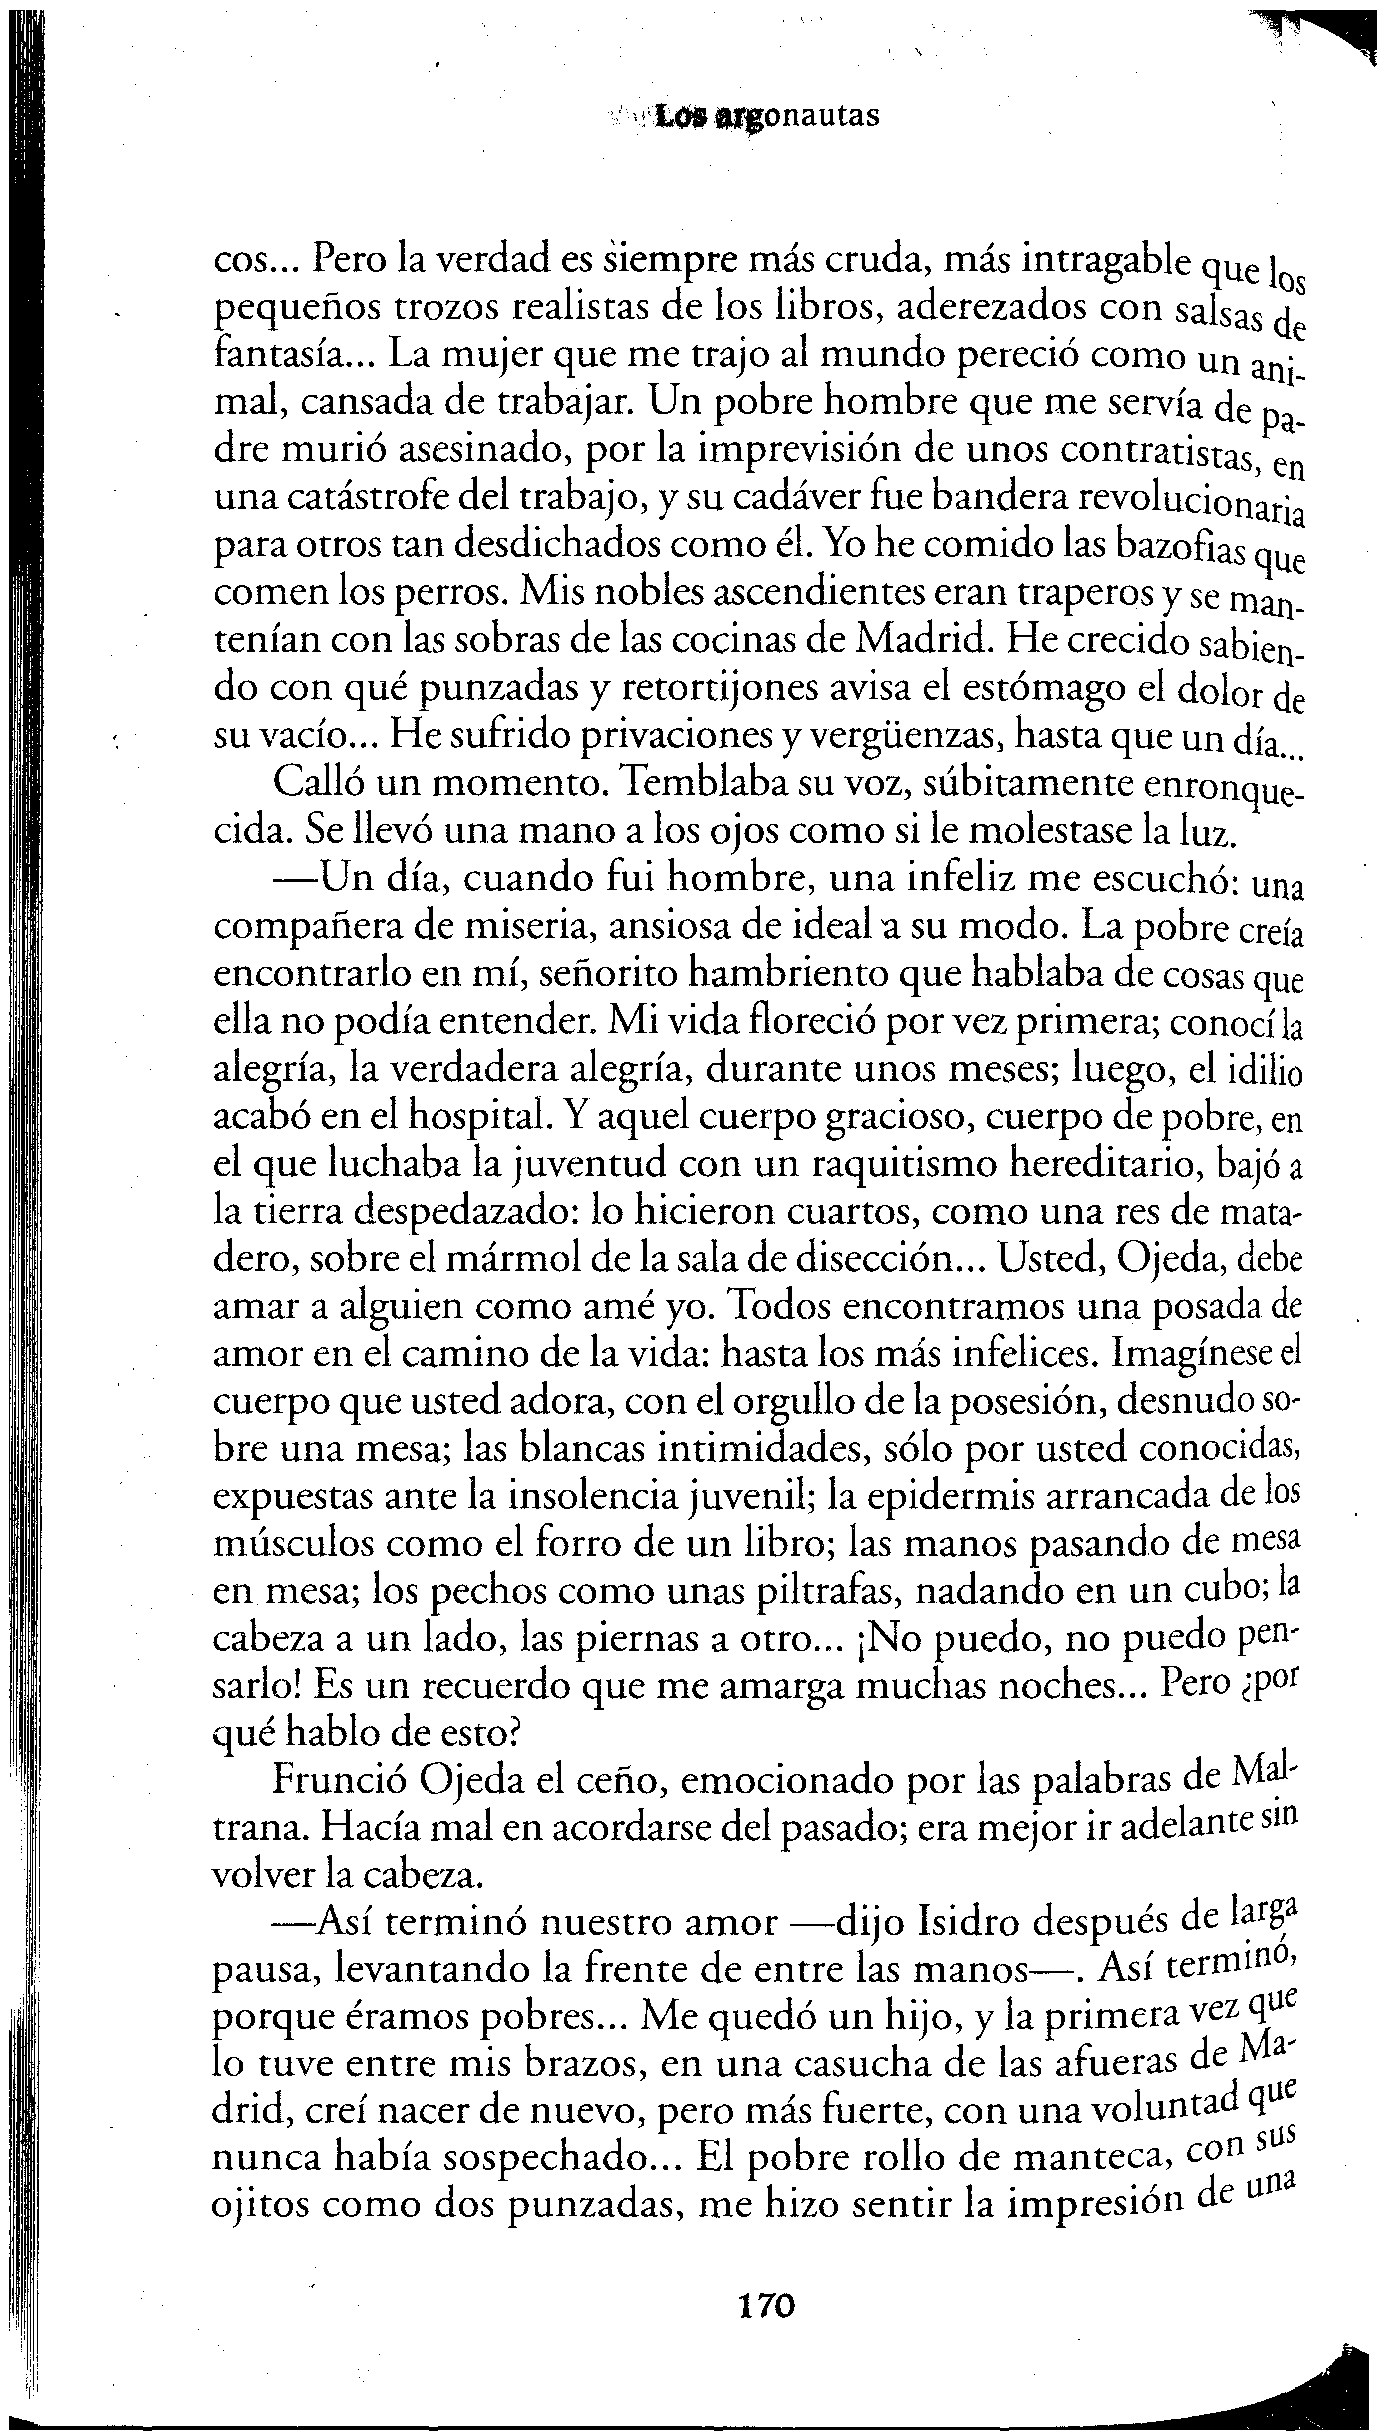 Los argonautas
cos... Pero la verdad es siempre más cruda, más intragable que los
pequeños trozos realistas de los libros, aderezados con salsas de
fantasía... La mujer que me trajo al mundo pereció como un ani-
mal, cansada de trabajar. Un pobre hombre que me servía de pa-
dre murió asesinado, por la imprevisión de unos contratistas, en
una catástrofe del trabajo, y su cadáver fue bandera revolucionaria
para otros tan desdichados como él. Yo he comido las bazofias que
comen los perros. Mis nobles ascendientes eran traperos y se man-
tenían con las sobras de las cocinas de Madrid. He crecido sabien-
do con qué punzadas y retortijones avisa el estómago el dolor de
su vacío... He sufrido privaciones y vergüenzas, hasta que un día...
Calló un momento. Temblaba su voz, súbitamente enronque-
cida. Se llevó una mano a los ojos como si le molestase la luz.
—Un día, cuando fui hombre, una infeliz me escuchó: una
compañera de miseria, ansiosa de ideal a su modo. La pobre creía
encontrarlo en mí, señorito hambriento que hablaba de cosas que
ella no podía entender. Mi vida floreció por vez primera; conocí la
alegría, la verdadera alegría, durante unos meses; luego, el idilio
acabó en el hospital. Y aquel cuerpo gracioso, cuerpo de pobre, en
el que luchaba la juventud con un raquitismo hereditario, bajó a
la tierra despedazado: lo hicieron cuartos, como una res de mata-
dero, sobre el mármol de la sala de disección... Usted, Ojeda, debe
amar a alguien como amé yo. Todos encontramos una posada de
amor en el camino de la vida: hasta los más infelices. Imagínese el
cuerpo que usted adora, con el orgullo de la posesión, desnudo so-
bre una mesa; las blancas intimidades, sólo por usted conocidas,
expuestas ante la insolencia juvenil; la epidermis arrancada de los
músculos como el forro de un libro; las manos pasando de mesa
en mesa; los pechos como unas piltrafas, nadando en un cubo; la
cabeza a un lado, las piernas a otro... ¡No puedo, no puedo pen-
sarlo! Es un recuerdo que me amarga muchas noches... Pero ¿por
qué hablo de esto?
Frunció Ojeda el ceño, emocionado por las palabras de Mal-
trana. Hacía mal en acordarse del pasado; era mejor ir adelante sin
volver la cabeza.
—Así terminó nuestro amor —dijo Isidro después de larga
pausa, levantando la frente de entre las manos—. Así terminó,
porque éramos pobres... Me quedó un hijo, y la primera vez que
lo tuve entre mis brazos, en una casucha de las afueras de Ma-
drid, creí nacer de nuevo, pero más fuerte, con una voluntad que
nunca había sospechado... El pobre rollo de manteca, con sus
ojitos como dos punzadas, me hizo sentir la impresión de una
170